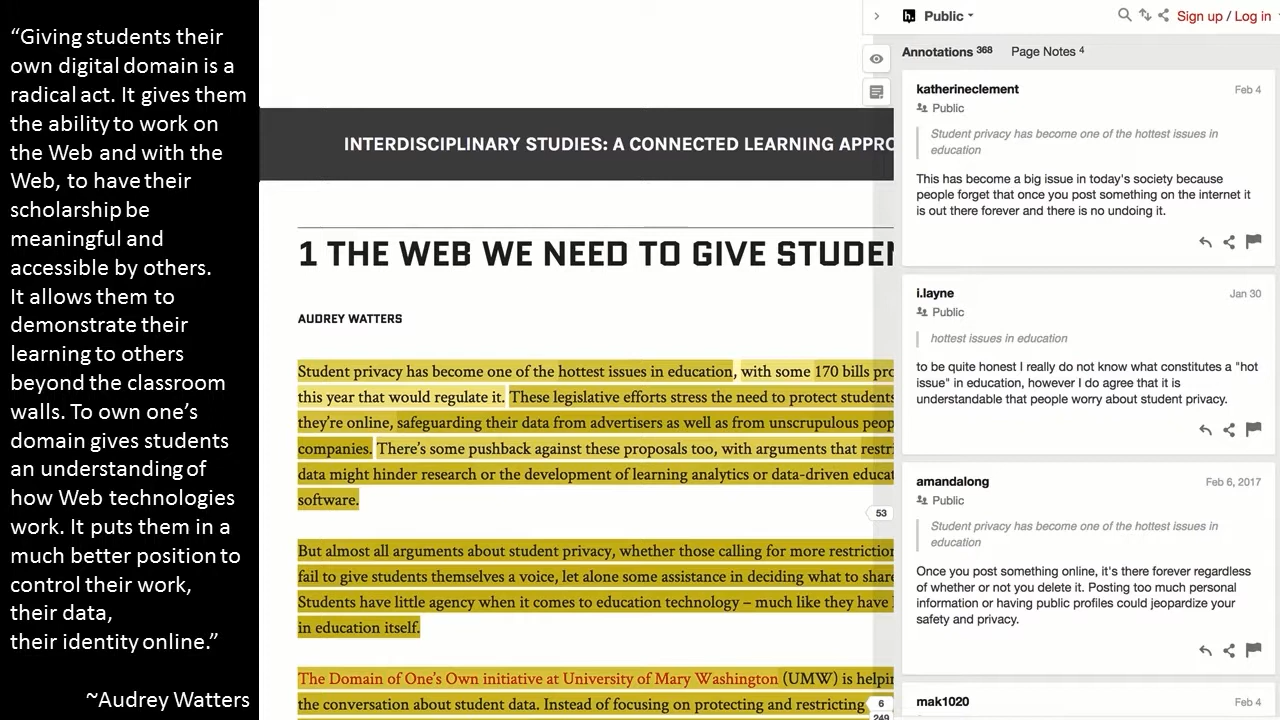 “Giving students their
own digital domain is a
radical act. It gives them
the ability to work on
the Web and with the
Web, to have their
scholarship be
meaningful and
accessible by others.
It allows them to
demonstrate their
learning to others
beyond the classroom
walls. To own one’s
domain gives students
an understanding of
how Web technologies
work. It puts them in a
much better position to
control their work,
their data,
their identity online.”
~Audrey Watters
INTERDISCIPLINARY STUDIES: A CONNECTED LEARNING APPRO
1 THE WEB WE NEED TO GIVE STUDEN
AUDREY WATTERS
Student privacy has become one of the hottest issues in education, with some 170 bills pro
this year that would regulate it. These legislative efforts stress the need to protect students
they’re online, safeguarding their data from advertisers as well as from unscrupulous peop
companies. There’s some pushback against these proposals too, with arguments that restri
data might hinder research or the development of learning analytics or data-driven educat
software.
53
But almost all arguments about student privacy, whether those calling for more restriction
fail to give students themselves a voice, let alone some assistance in deciding what to share
Students have little agency when it comes to education technology – much like they have l
in education itself.
The Domain of One’s Own initiative at University of Mary Washington (UMW) is helpin
the conversation about student data. Instead of focusing on protecting and restricting
6
249
Public
Sign up / Log in
Annotations 368 Page Notes 4
katherineclement Feb 4
Public
Student privacy has become one of the hottest issues in
education
This has become a big issue in today's society because
people forget that once you post something on the internet it
is out there forever and there is no undoing it.
i.layne Jan 30
Public
hottest issues in education
to be quite honest I really do not know what constitutes a "hot
issue" in education, however I do agree that it is
understandable that people worry about student privacy.
amandalong Feb 6, 2017
Public
Student privacy has become one of the hottest issues in
education
Once you post something online, it's there forever regardless
of whether or not you delete it. Posting too much personal
information or having public profiles could jeopardize your
safety and privacy.
mak1020 Feb 4